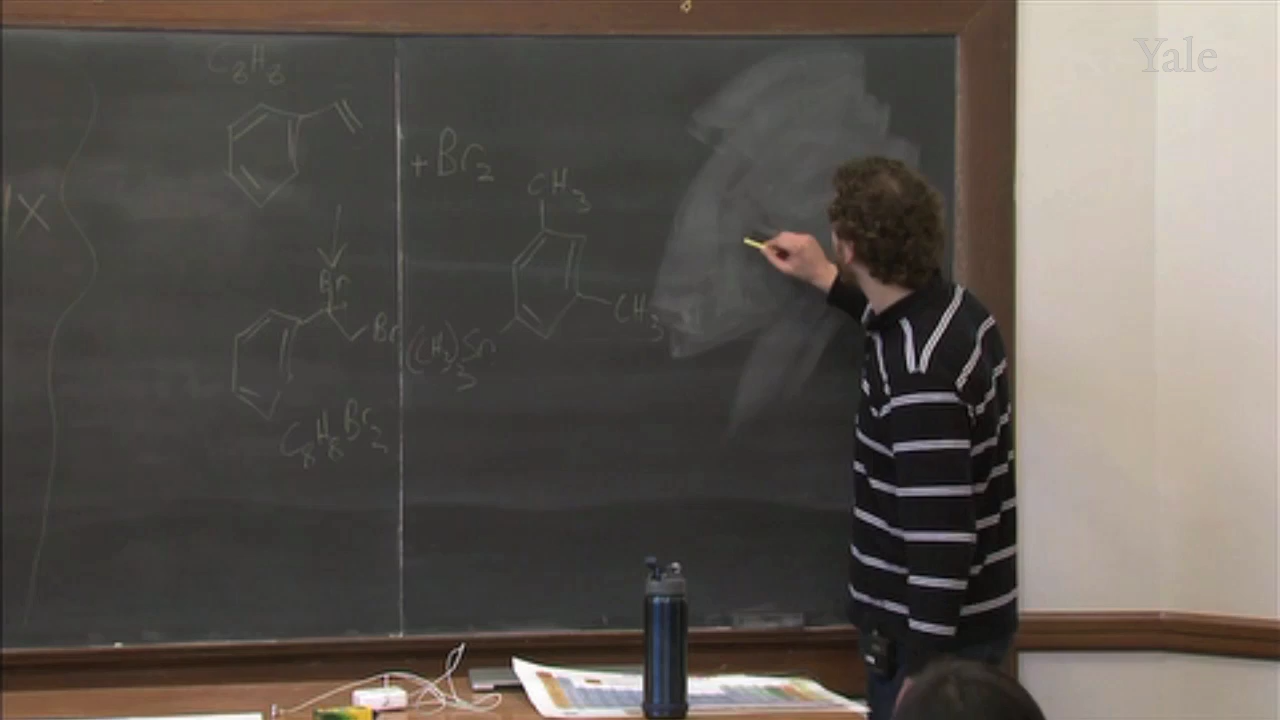 Yale
C8H8
+ Br2
CH3
X
Br
CH3
Br
(CH3)3Sn
C8H8Br2